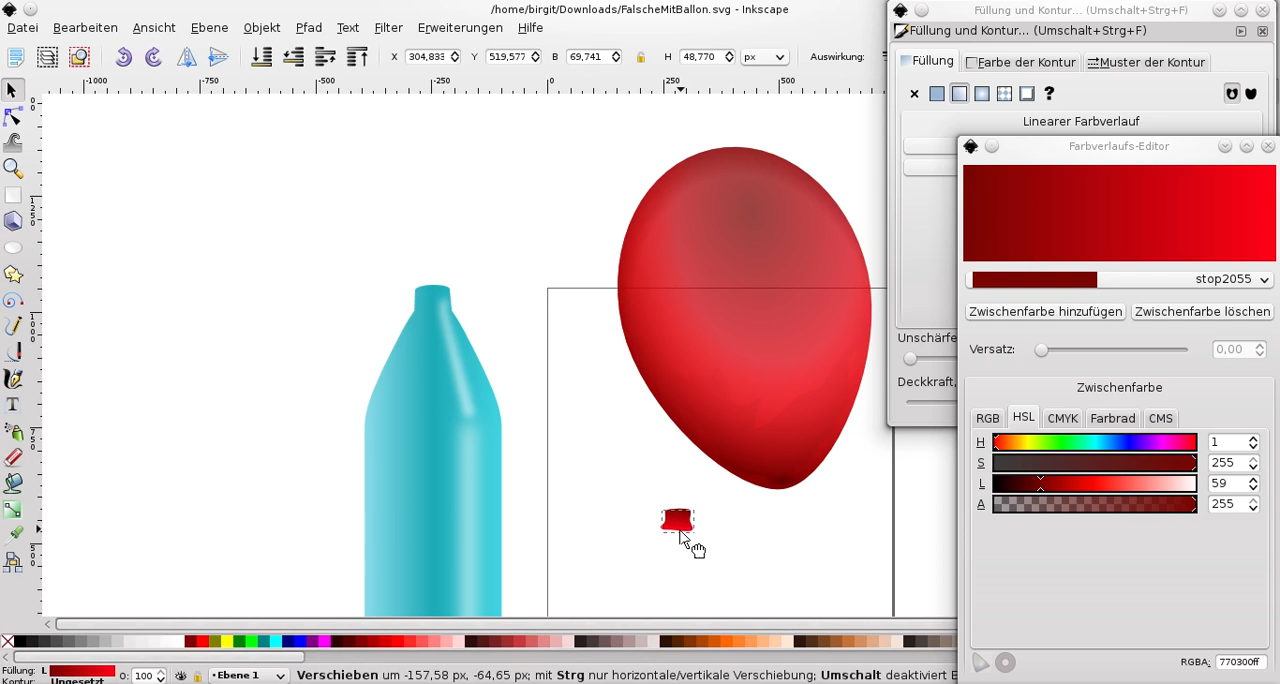 /home/birgit/Downloads/FalscheMitBallon.svg - Inkscape
Datei Bearbeiten Ansicht Ebene Objekt Pfad Text Filter Erweiterungen Hilfe
X 304,833 Y 519,577 B 69,741 H 48,770 px Auswirkung:
-1000 -750 -500 -250 0 250 500
Füllung und Kontur... (Umschalt+Strg+F)
Füllung und Kontur... (Umschalt+Strg+F)
Füllung Farbe der Kontur Muster der Kontur
?
Linearer Farbverlauf
Unschärfe
Deckkraft,
Farbverlaufs-Editor
stop2055
Zwischenfarbe hinzufügen Zwischenfarbe löschen
Versatz: 0,00
Zwischenfarbe
RGB HSL CMYK Farbrad CMS
H 1
S 255
L 59
A 255
RGBA: 770300ff
Füllung: L
Kontur: Ungesetzt
O: 100
Ebene 1
Verschieben um -157,58 px, -64,65 px; mit Strg nur horizontale/vertikale Verschiebung; Umschalt deaktiviert